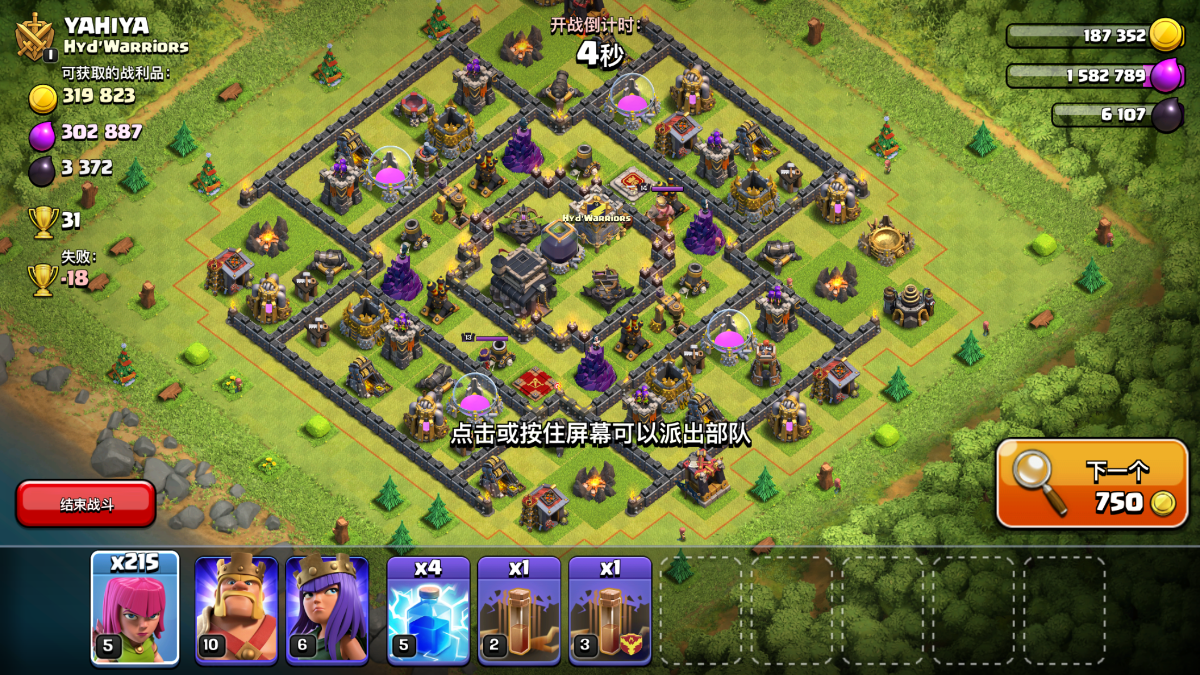 YAHIYA
Hyd'Warriors
I
可获取的战利品:
319 823
302 887
3 372
31
失败:
-18
开战倒计时:
4秒
187 352
1 582 789
6 107
14
Hyd'Warriors
13
点击或按住屏幕可以派出部队
结束战斗
下一个
750
x215
5
10
6
x4
5
x1
2
x1
3